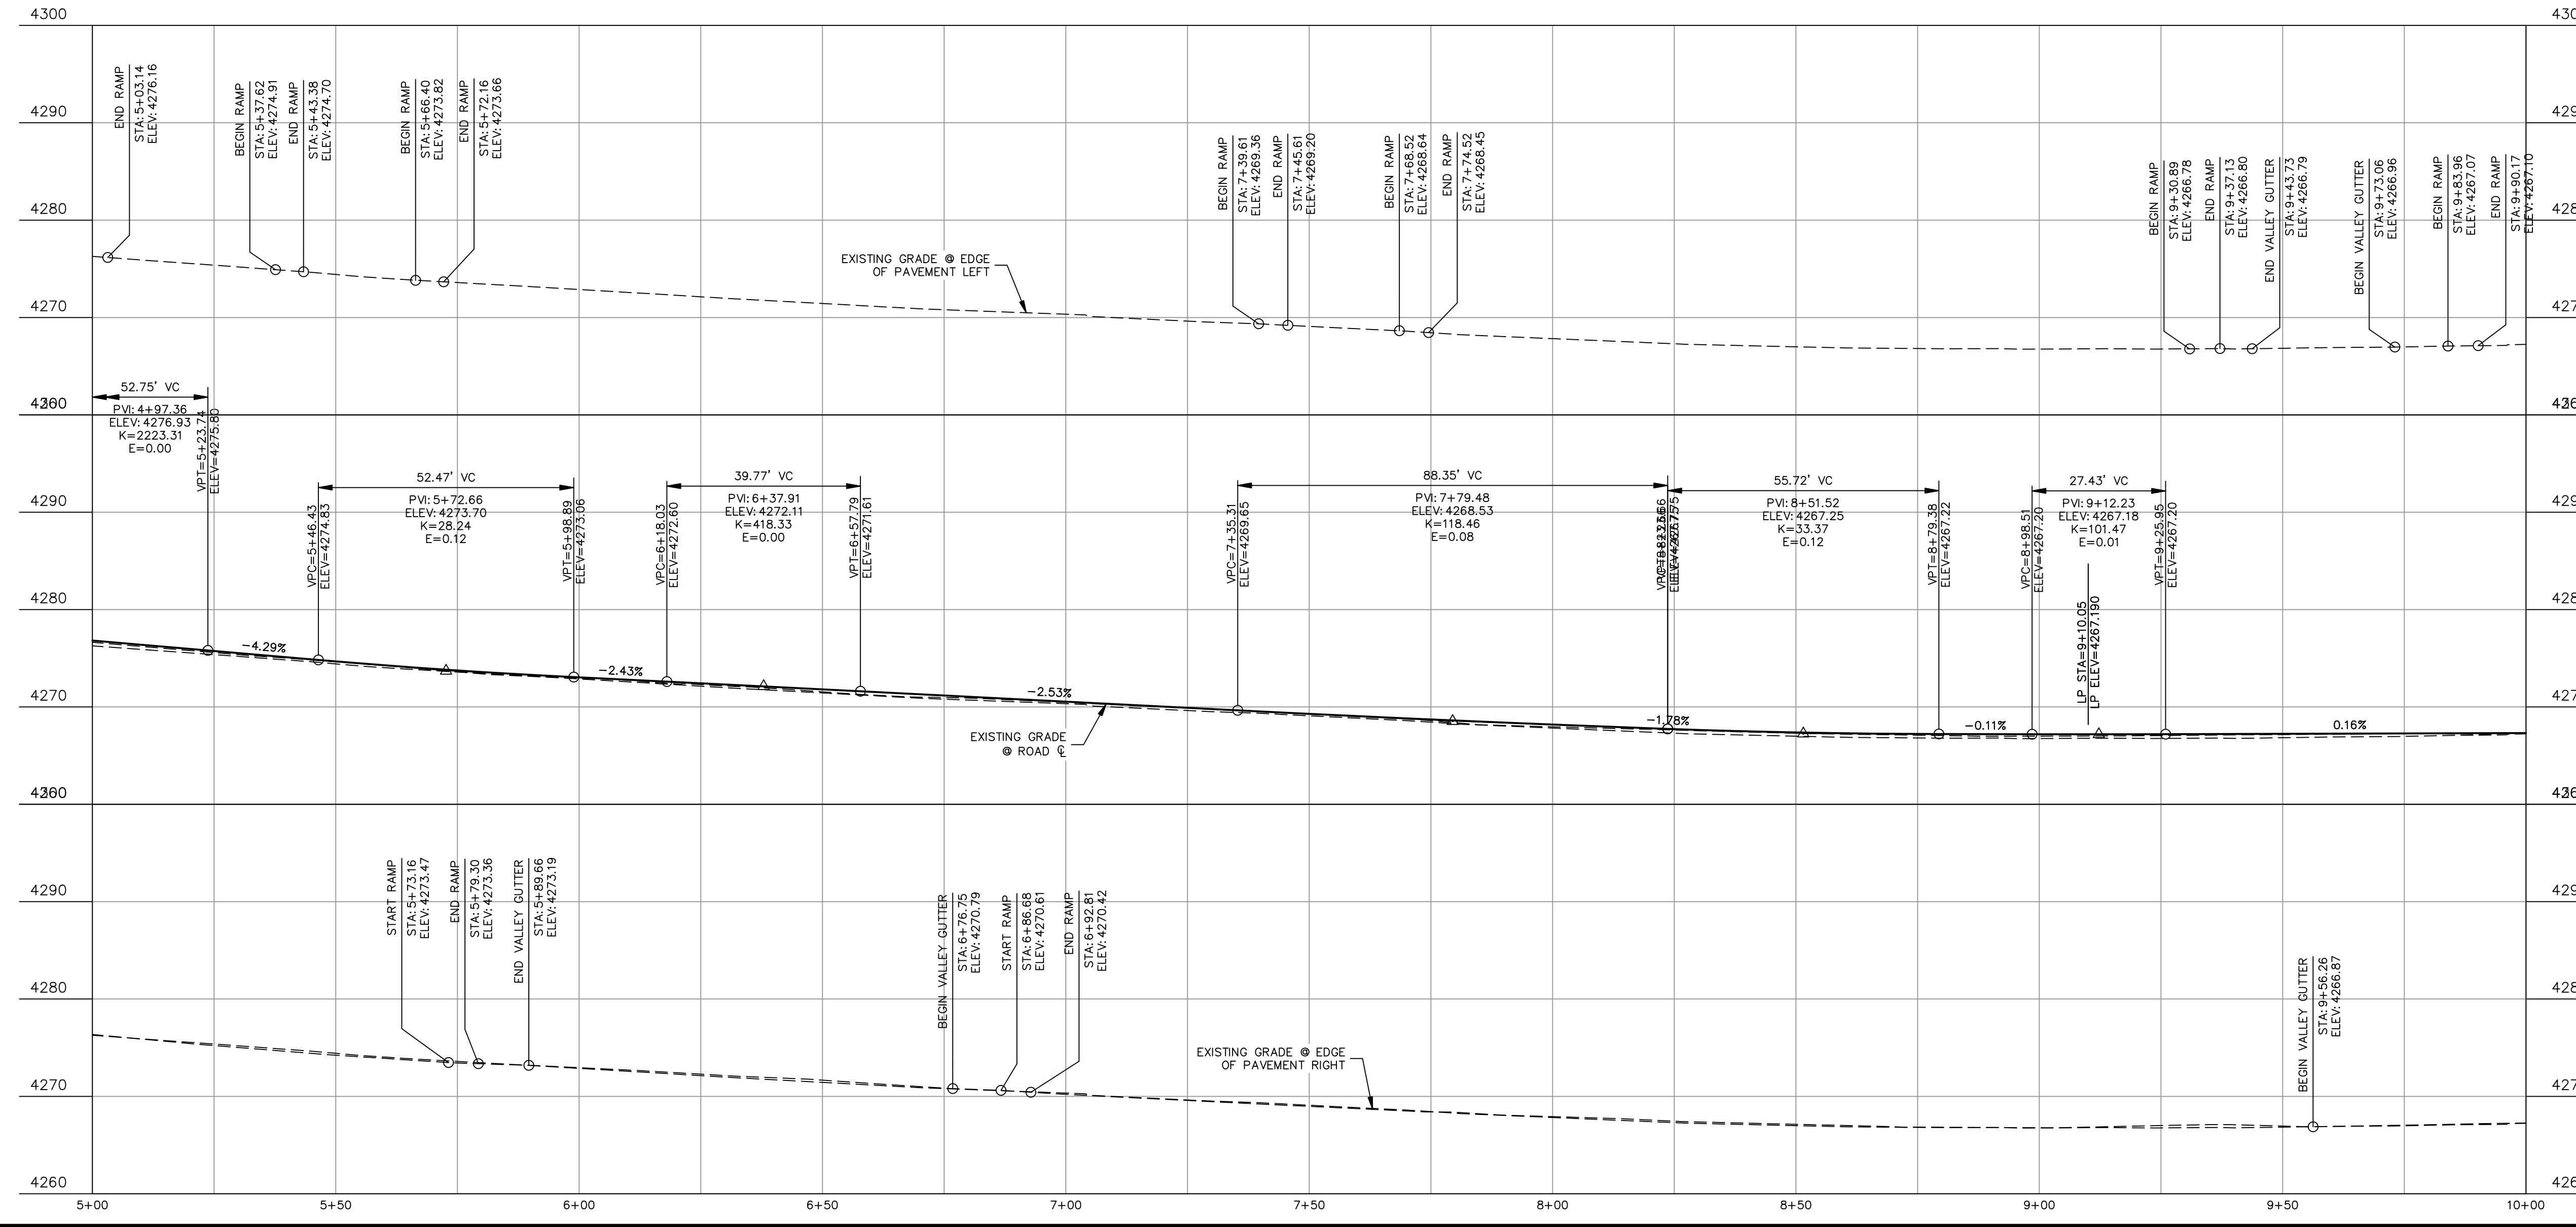 4300
END RAMP
STA: 5+03.14
ELEV: 4276.16
BEGIN RAMP
STA: 5+37.62
ELEV: 4274.91
END RAMP
STA: 5+43.38
ELEV: 4274.70
BEGIN RAMP
STA: 5+66.40
ELEV: 4273.82
END RAMP
STA: 5+72.16
ELEV: 4273.66
BEGIN RAMP
STA: 7+39.61
ELEV: 4269.36
END RAMP
STA: 7+45.61
ELEV: 4269.20
BEGIN RAMP
STA: 7+68.52
ELEV: 4268.64
END RAMP
STA: 7+74.52
ELEV: 4268.45
BEGIN RAMP
STA: 9+30.89
ELEV: 4266.78
END RAMP
STA: 9+37.13
ELEV: 4266.80
END VALLEY GUTTER
STA: 9+43.73
ELEV: 4266.79
BEGIN VALLEY GUTTER
STA: 9+73.06
ELEV: 4266.96
BEGIN RAMP
STA: 9+83.96
ELEV: 4267.07
END RAMP
STA: 9+90.17
ELEV: 4267.10
4290
4280
4270
EXISTING GRADE @ EDGE
OF PAVEMENT LEFT
52.75' VC
PVI: 4+97.36
ELEV: 4276.93
K=2223.31
E=0.00
VPT=5+23.74
ELEV=4275.80
VPC=5+46.43
ELEV=4274.83
52.47' VC
PVI: 5+72.66
ELEV: 4273.70
K=28.24
E=0.12
VPT=5+98.89
ELEV=4273.06
VPC=6+18.03
ELEV=4272.60
39.77' VC
PVI: 6+37.91
ELEV: 4272.11
K=418.33
E=0.00
VPT=6+57.79
ELEV=4271.61
VPC=7+35.31
ELEV=4269.65
88.35' VC
PVI: 7+79.48
ELEV: 4268.53
K=118.46
E=0.08
55.72' VC
PVI: 8+51.52
ELEV: 4267.25
K=33.37
E=0.12
VPT=8+79.38
ELEV=4267.22
VPC=8+98.51
ELEV=4267.20
27.43' VC
PVI: 9+12.23
ELEV: 4267.18
K=101.47
E=0.01
VPT=9+25.95
ELEV=4267.20
LP STA=9+10.05
LP ELEV=4267.190
4290
4280
4270
-4.29%
-2.43%
-2.53%
-1.78%
-0.11%
0.16%
EXISTING GRADE
@ ROAD ℄
START RAMP
STA: 5+73.16
ELEV: 4273.47
END RAMP
STA: 5+79.30
ELEV: 4273.36
END VALLEY GUTTER
STA: 5+89.66
ELEV: 4273.19
BEGIN VALLEY GUTTER
STA: 6+76.75
ELEV: 4270.79
START RAMP
STA: 6+86.68
ELEV: 4270.61
END RAMP
STA: 6+92.81
ELEV: 4270.42
BEGIN VALLEY GUTTER
STA: 9+56.26
ELEV: 4266.87
4290
4280
4270
4260
EXISTING GRADE @ EDGE
OF PAVEMENT RIGHT
5+00
5+50
6+00
6+50
7+00
7+50
8+00
8+50
9+00
9+50
10+00